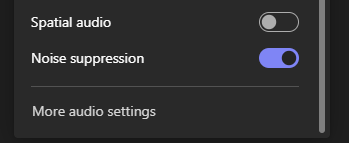 Spatial audio
Noise suppression
More audio settings